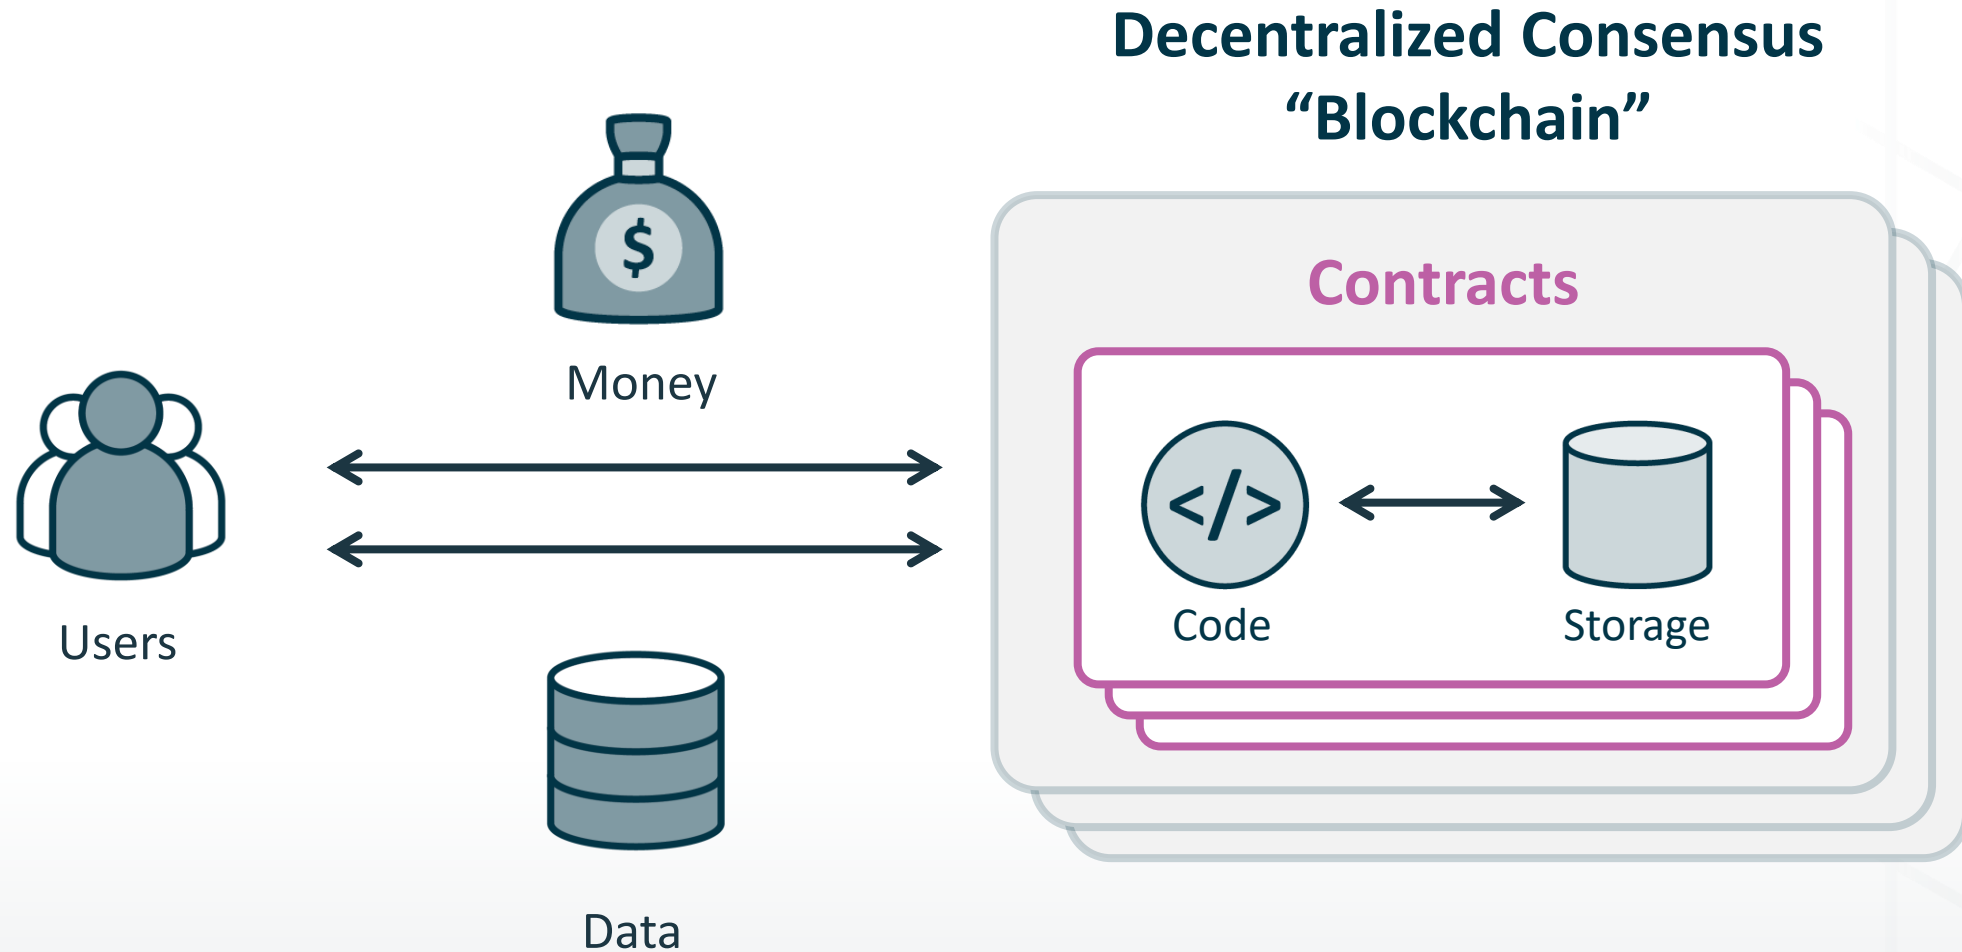 Decentralized Consensus
“Blockchain”
$
Money
Users
Data
Contracts
</>
Code
Storage